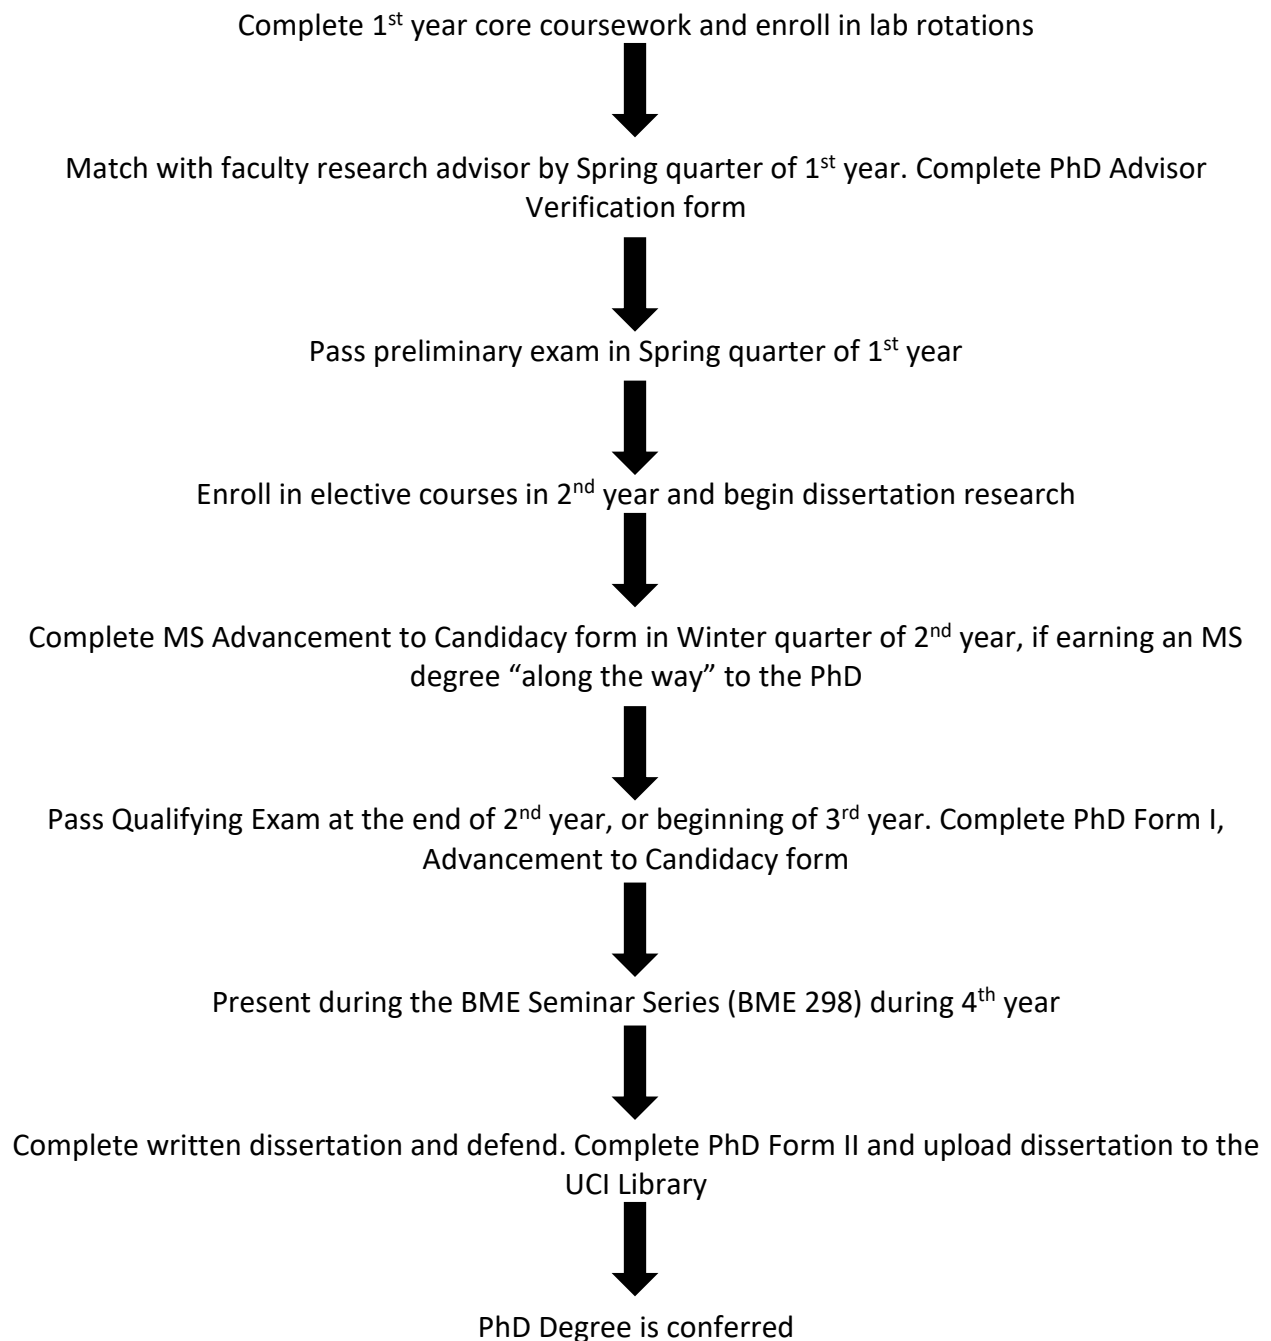 Complete 1st year core coursework and enroll in lab rotations
Match with faculty research advisor by Spring quarter of 1st year. Complete PhD Advisor
Verification form
Pass preliminary exam in Spring quarter of 1st year
Enroll in elective courses in 2nd year and begin dissertation research
Complete MS Advancement to Candidacy form in Winter quarter of 2nd year, if earning an MS
degree “along the way” to the PhD
Pass Qualifying Exam at the end of 2nd year, or beginning of 3rd year. Complete PhD Form I,
Advancement to Candidacy form
Present during the BME Seminar Series (BME 298) during 4th year
Complete written dissertation and defend. Complete PhD Form II and upload dissertation to the
UCI Library
PhD Degree is conferred